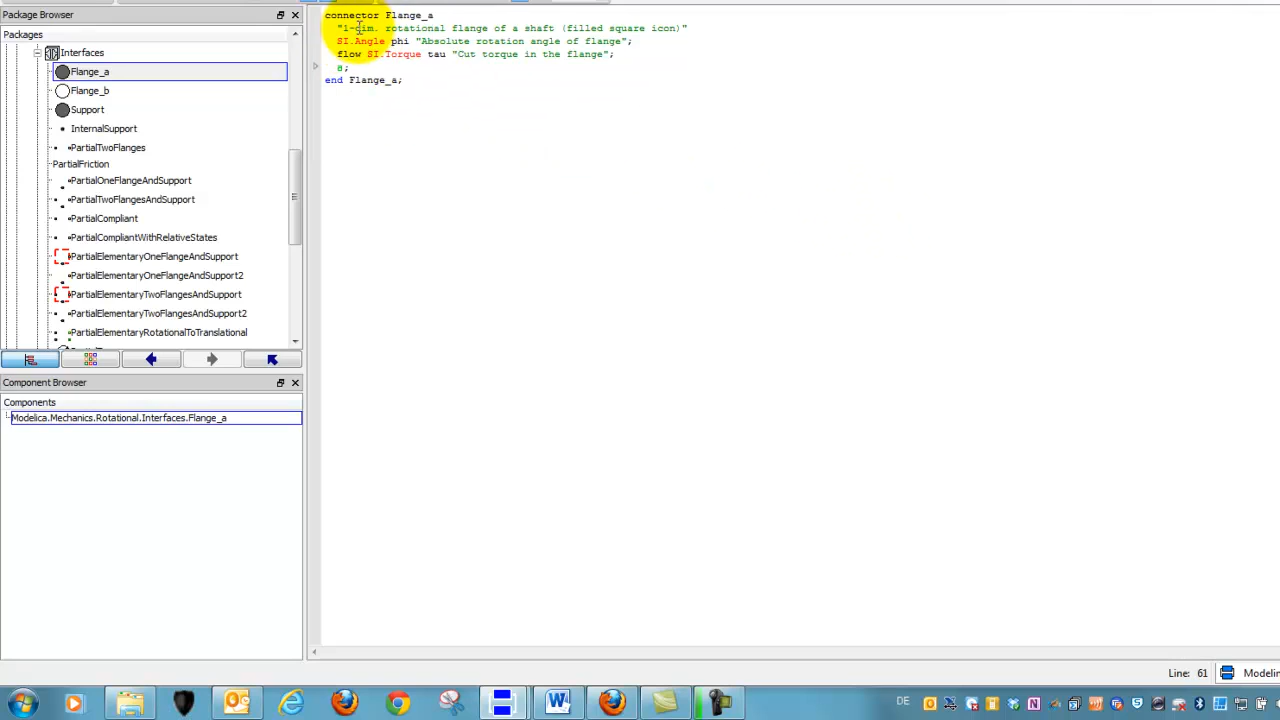 Package Browser
Packages
Interfaces
Flange_a
Flange_b
Support
InternalSupport
PartialTwoFlanges
PartialFriction
PartialOneFlangeAndSupport
PartialTwoFlangesAndSupport
PartialCompliant
PartialCompliantWithRelativeStates
PartialElementaryOneFlangeAndSupport
PartialElementaryOneFlangeAndSupport2
PartialElementaryTwoFlangesAndSupport
PartialElementaryTwoFlangesAndSupport2
PartialElementaryRotationalToTranslational
Component Browser
Components
Modelica.Mechanics.Rotational.Interfaces.Flange_a
connector Flange_a
"1-dim. rotational flange of a shaft (filled square icon)"
SI.Angle phi "Absolute rotation angle of flange";
flow SI.Torque tau "Cut torque in the flange";
a;
end Flange_a;
Line: 61
Modelin
DE